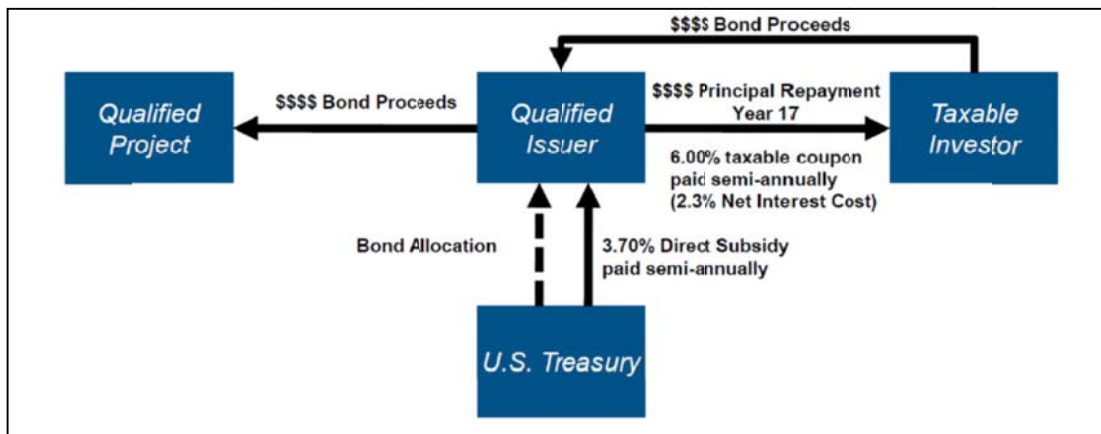 $$$$ Bond Proceeds
Qualified
Project
$$$$ Bond Proceeds
Qualified
Issuer
$$$$ Principal Repayment
Year 17
Taxable
Investor
6.00% taxable coupon
paid semi-annually
(2.3% Net Interest Cost)
Bond Allocation
3.70% Direct Subsidy
paid semi-annually
U.S. Treasury